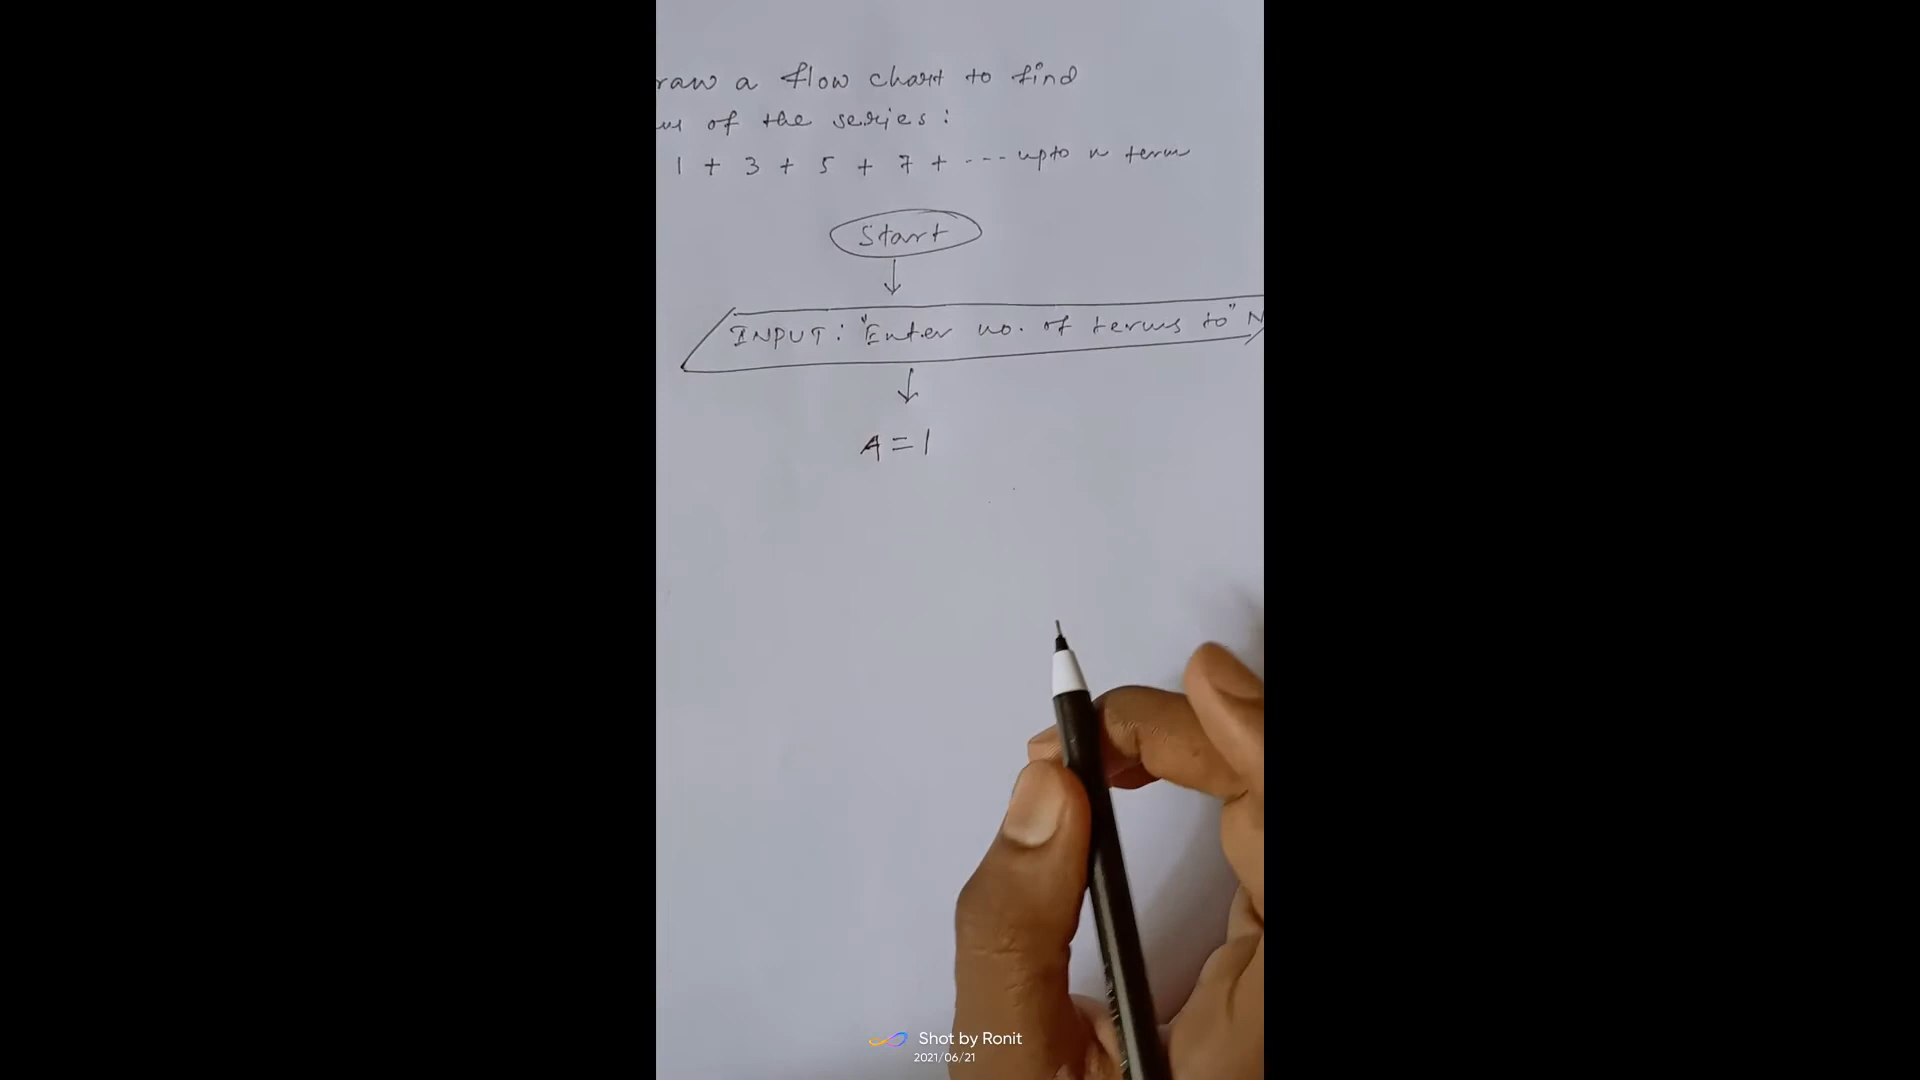 raw a flow chart to find
of the series:
1 + 3 + 5 + 7 + ---- upto n term
Start
INPUT: "Enter no. of terms to" N
A = 1
Shot by Ronit
2021/06/21